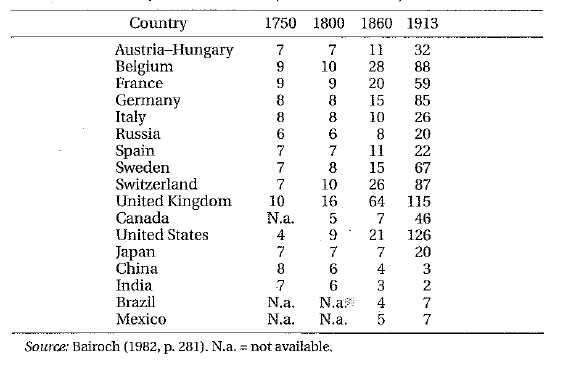 Country 1750 1800 1860 1913
Austria–Hungary 7 7 11 32
Belgium 9 10 28 88
France 9 9 20 59
Germany 8 8 15 85
Italy 8 8 10 26
Russia 6 6 8 20
Spain 7 7 11 22
Sweden 7 8 15 67
Switzerland 7 10 26 87
United Kingdom 10 16 64 115
Canada N.a. 5 7 46
United States 4 9 21 126
Japan 7 7 7 20
China 8 6 4 3
India 7 6 3 2
Brazil N.a. N.a. 4 7
Mexico N.a. N.a. 5 7
Source: Bairoch (1982, p. 281). N.a. = not available.